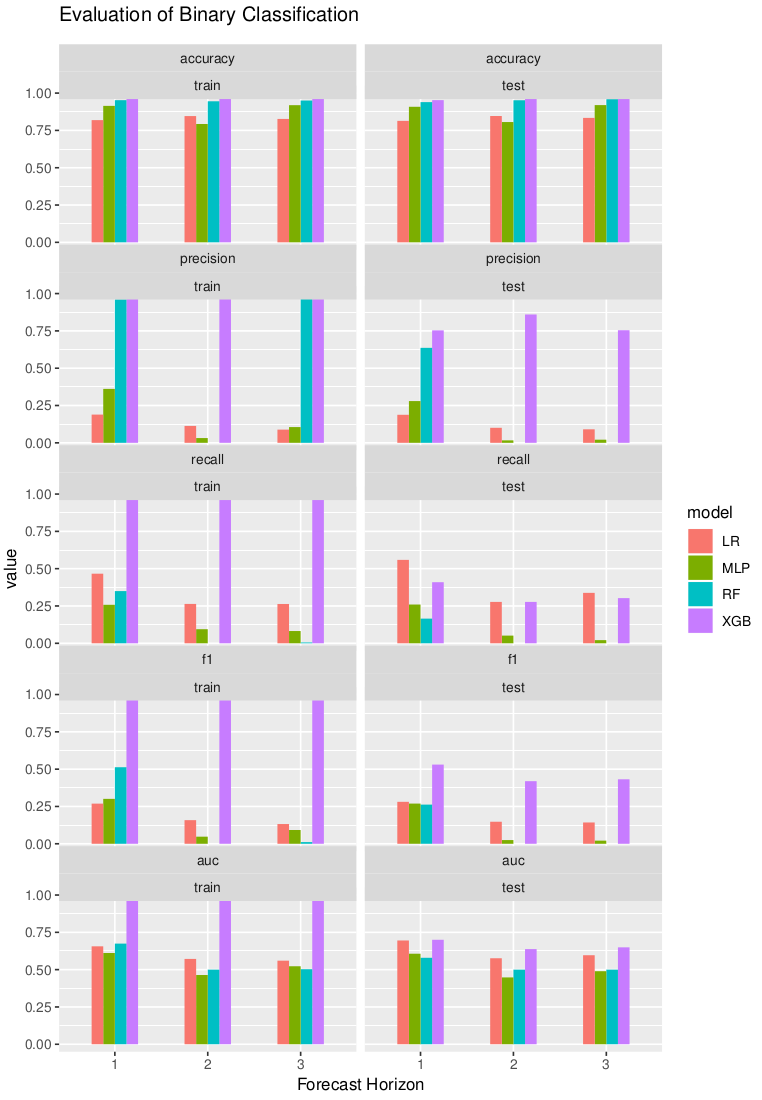 Evaluation of Binary Classification
accuracy
train
accuracy
test
1.00
0.75
0.50
0.25
0.00
precision
train
precision
test
1.00
0.75
0.50
0.25
0.00
recall
train
recall
test
1.00
0.75
0.50
0.25
0.00
f1
train
f1
test
1.00
0.75
0.50
0.25
0.00
auc
train
auc
test
1.00
0.75
0.50
0.25
0.00
1 2 3
1 2 3
Forecast Horizon
value
model
LR
MLP
RF
XGB